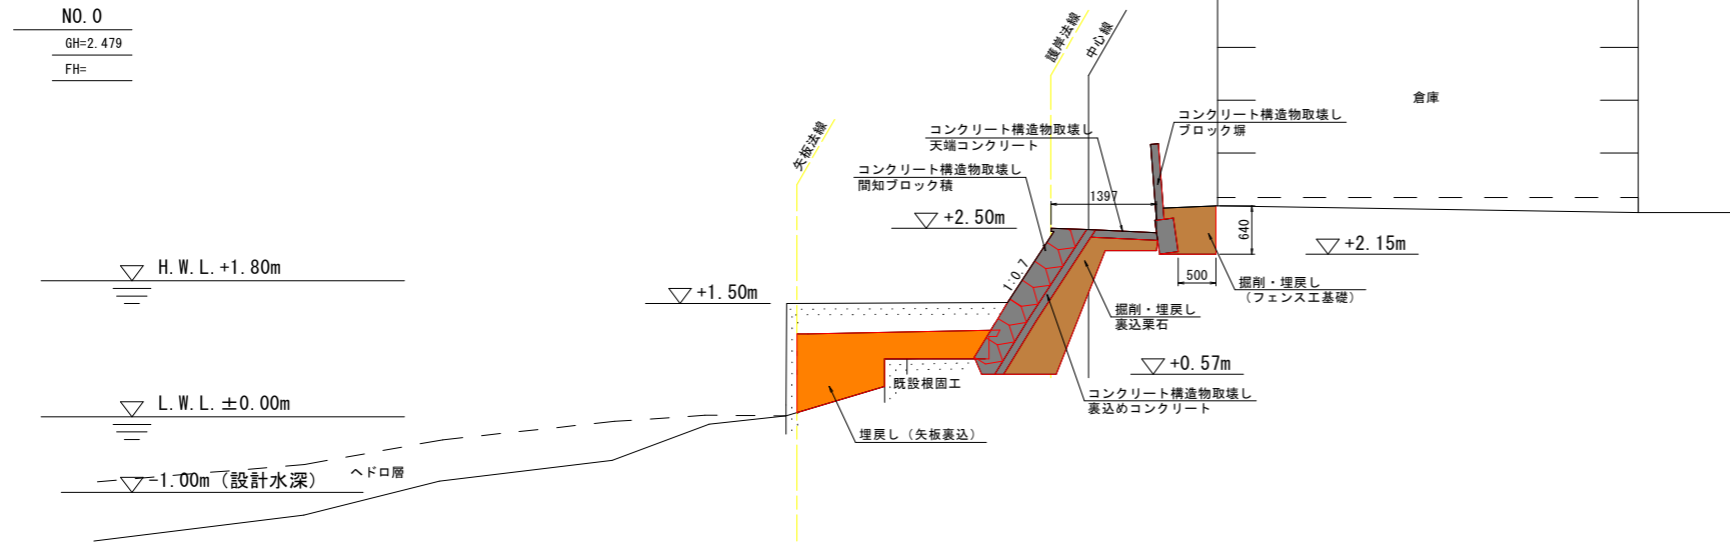 NO.0
GH=2.479
FH=
護岸法線
中心線
倉庫
矢板法線
コンクリート構造物取壊し
ブロック塀
コンクリート構造物取壊し
天端コンクリート
コンクリート構造物取壊し
間知ブロック積
1397
+2.50m
640
+2.15m
H.W.L.+1.80m
1:0.7
500
掘削・埋戻し
(フェンス工基礎)
+1.50m
掘削・埋戻し
裏込栗石
+0.57m
既設根固工
コンクリート構造物取壊し
裏込めコンクリート
L.W.L.±0.00m
埋戻し(矢板裏込)
ヘドロ層
-1.00m(設計水深)